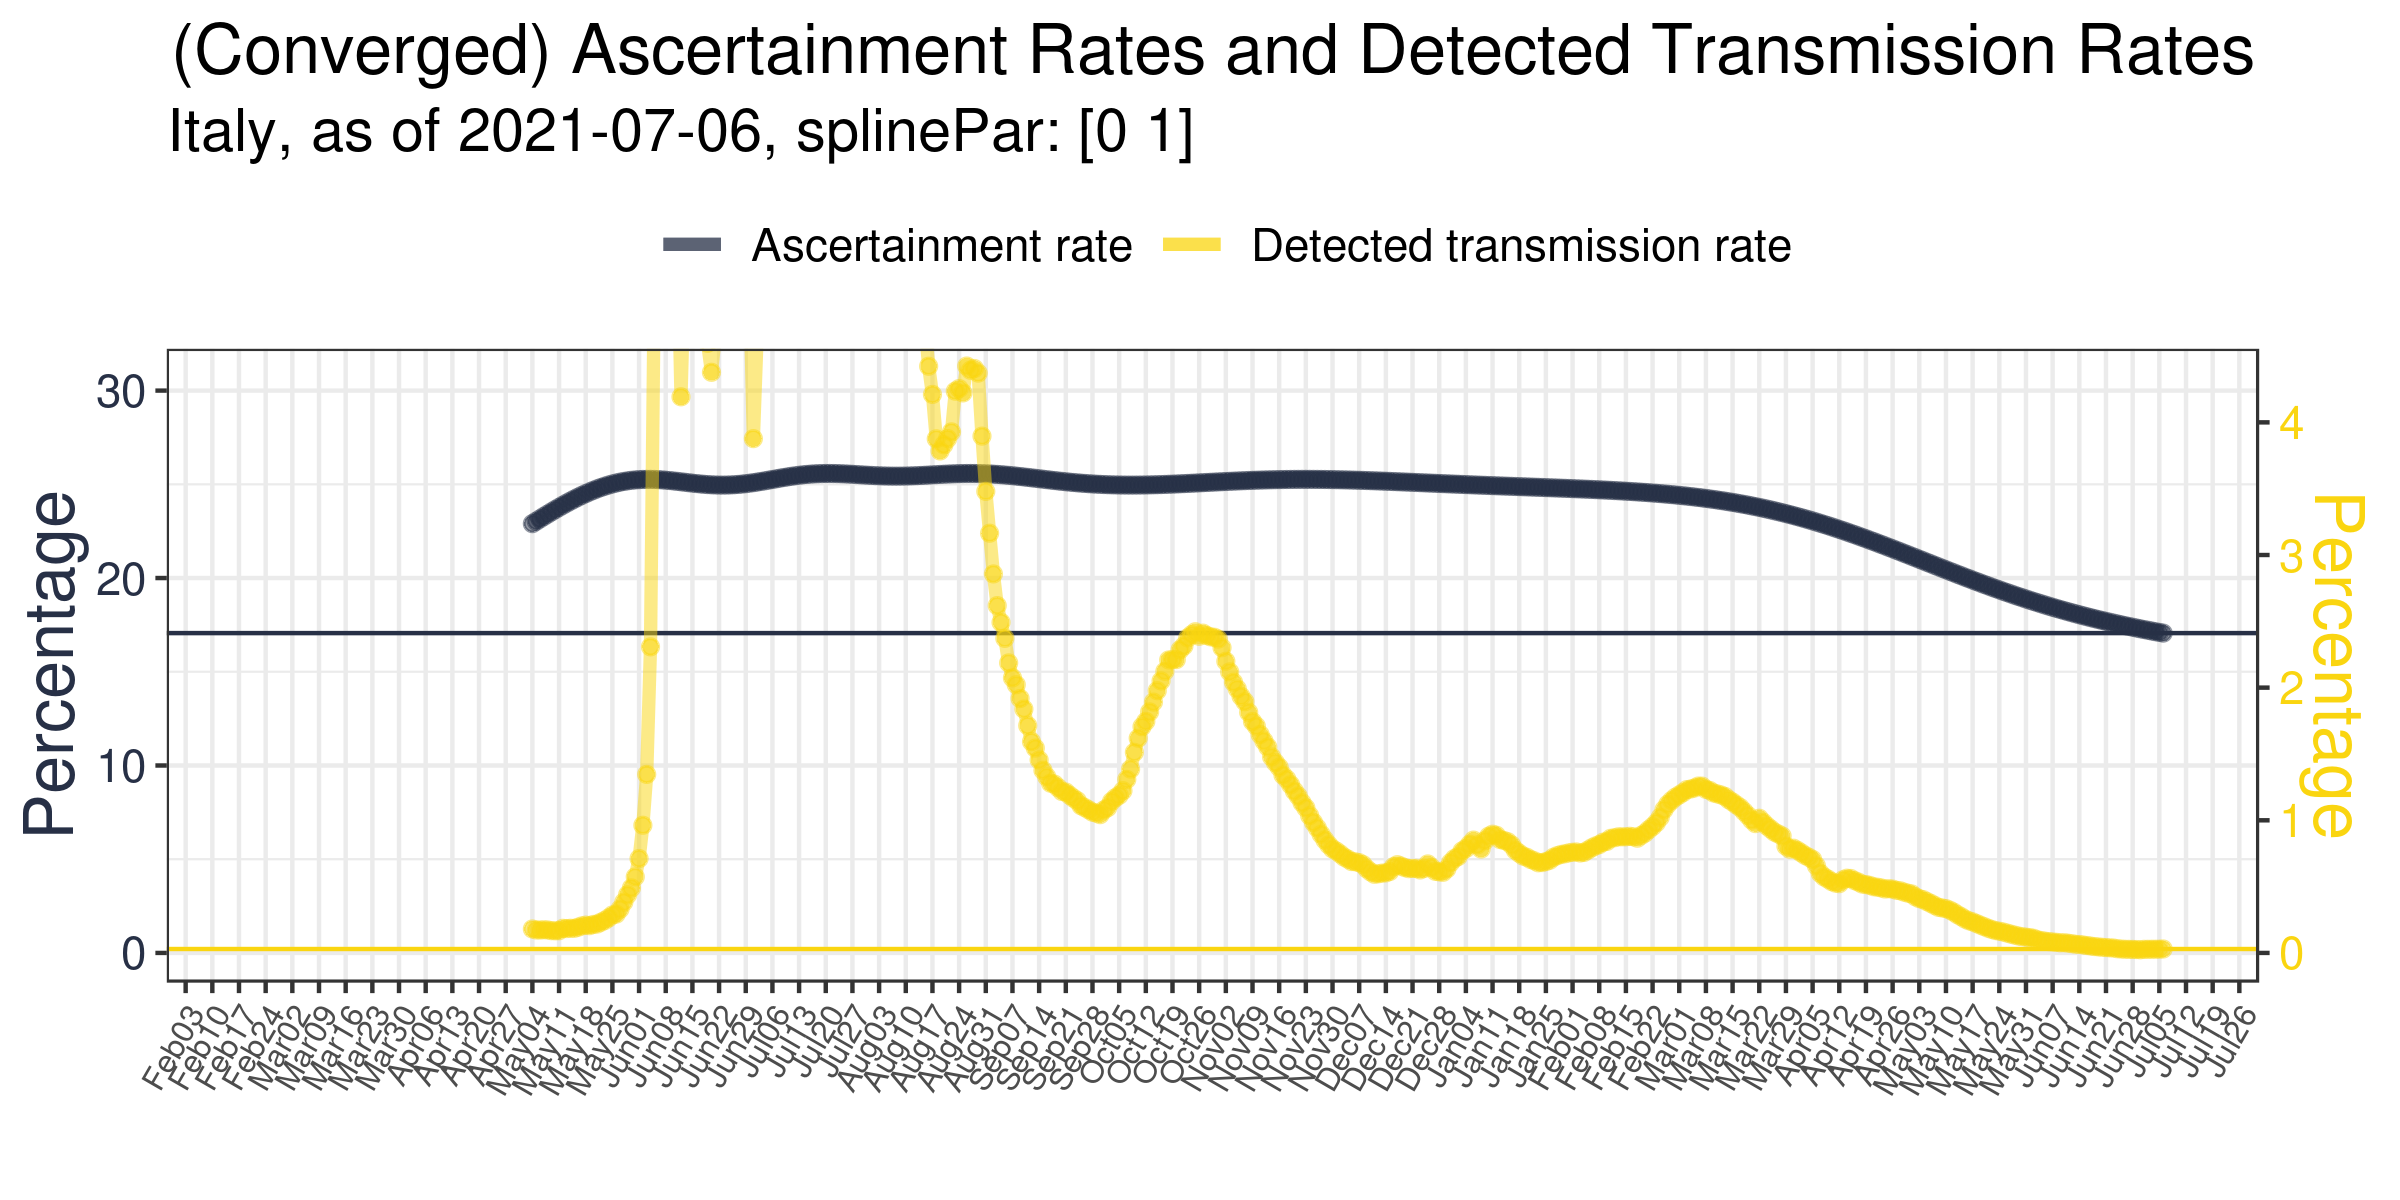 (Converged) Ascertainment Rates and Detected Transmission Rates
Italy, as of 2021-07-06, splinePar: [0 1]
Ascertainment rate
Detected transmission rate
Percentage
30
20
10
0
4
3
2
1
0
Percentage
Feb03
Feb10
Feb17
Feb24
Mar02
Mar09
Mar16
Mar23
Mar30
Apr06
Apr13
Apr20
Apr27
May04
May11
May18
May25
Jun01
Jun08
Jun15
Jun22
Jun29
Jul06
Jul13
Jul20
Jul27
Aug03
Aug10
Aug17
Aug24
Aug31
Sep07
Sep14
Sep21
Sep28
Oct05
Oct12
Oct19
Oct26
Nov02
Nov09
Nov16
Nov23
Nov30
Dec07
Dec14
Dec21
Dec28
Jan04
Jan11
Jan18
Jan25
Feb01
Feb08
Feb15
Feb22
Mar01
Mar08
Mar15
Mar22
Mar29
Apr05
Apr12
Apr19
Apr26
May03
May10
May17
May24
May31
Jun07
Jun14
Jun21
Jun28
Jul05
Jul12
Jul19
Jul26